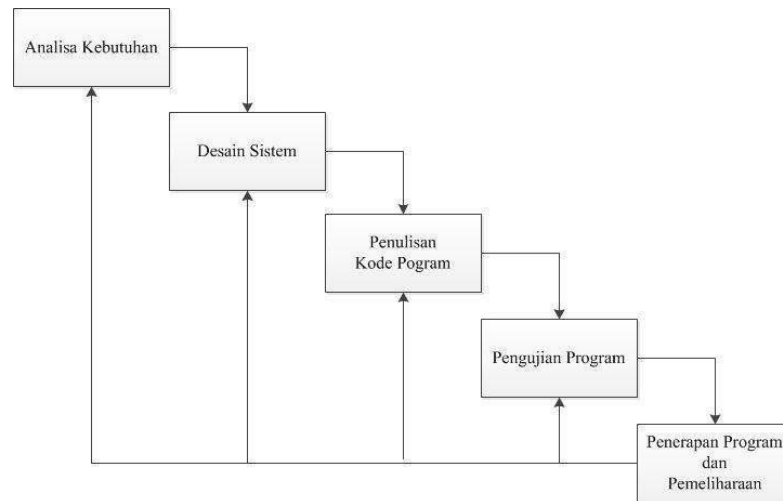 Analisa Kebutuhan
Desain Sistem
Penulisan
Kode Pogram
Pengujian Program
Penerapan Program
dan
Pemeliharaan